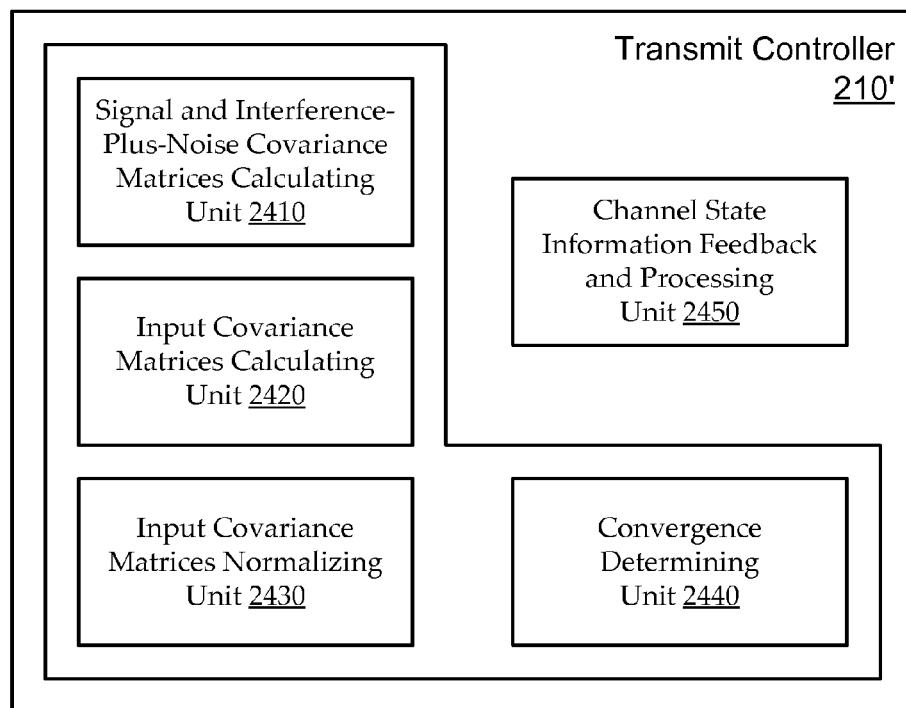 Transmit Controller
210'
Signal and Interference-
Plus-Noise Covariance
Matrices Calculating
Unit 2410
Channel State
Information Feedback
and Processing
Unit 2450
Input Covariance
Matrices Calculating
Unit 2420
Input Covariance
Matrices Normalizing
Unit 2430
Convergence
Determining
Unit 2440